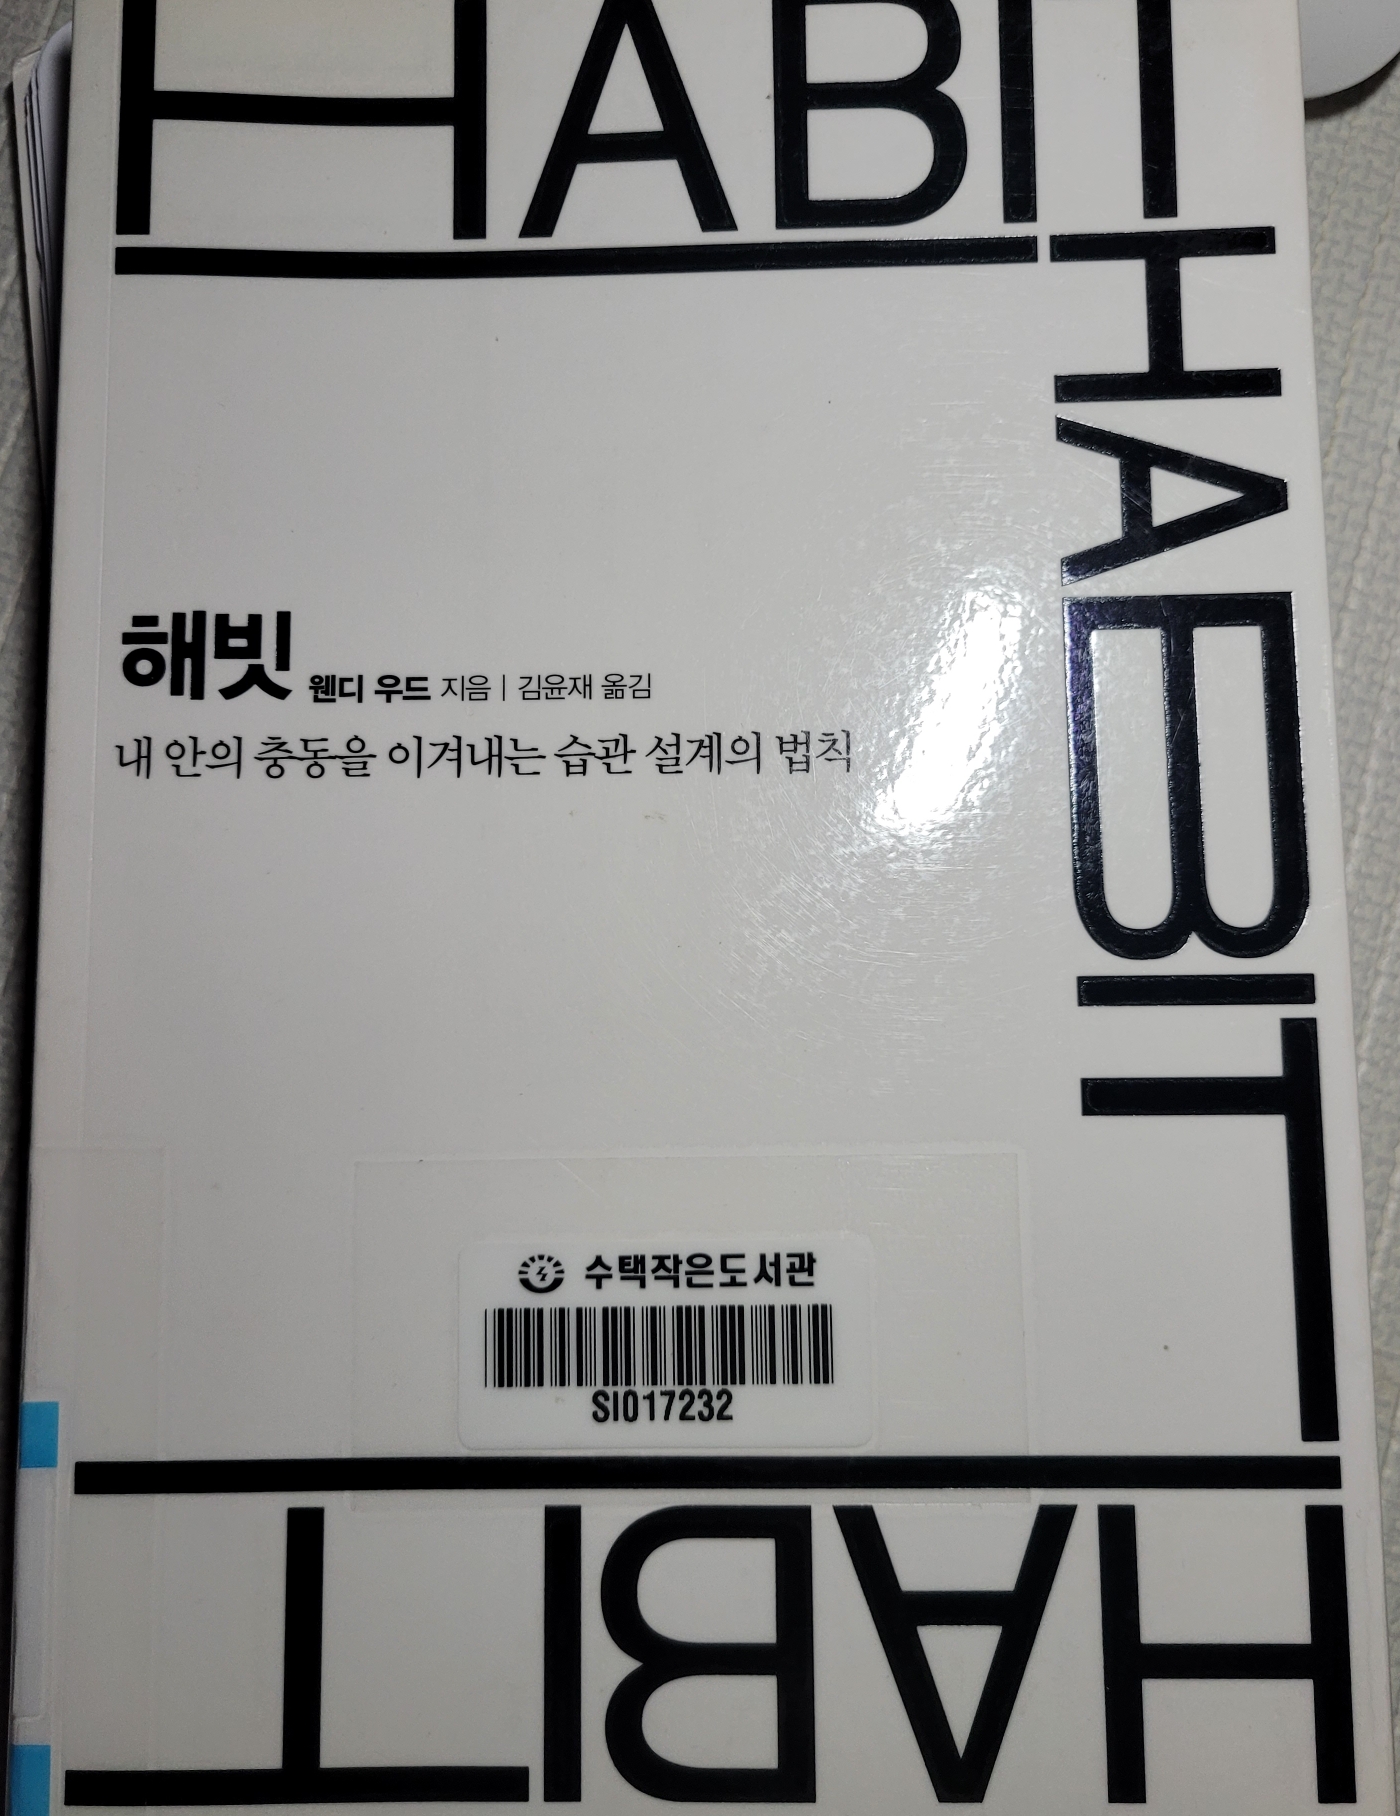 HABIT
HABIT
해빗 웬디 우드 지음 | 김윤재 옮김
내 안의 충동을 이겨내는 습관 설계의 법칙
수택작은도서관
SI017232
HABIT